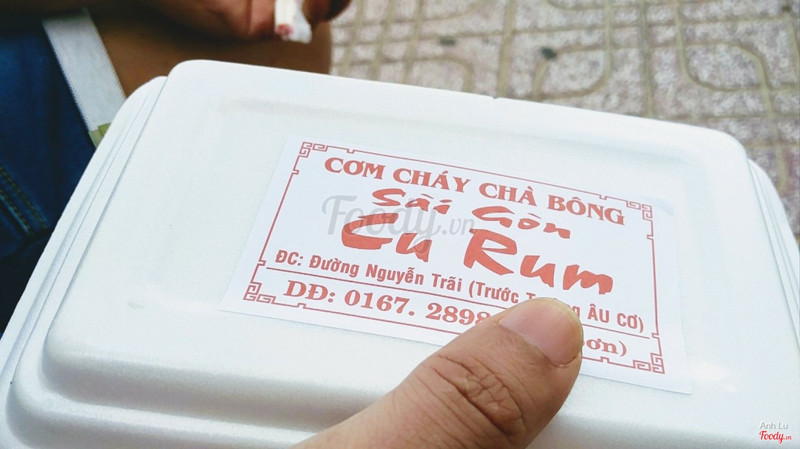 CƠM CHÁY CHÀ BÔNG
Sài Gòn
Cu Rum
ĐC: Đường Nguyễn Trãi (Trước ÂU CƠ)
DĐ: 0167. 2898
Foody.vn
Anh Lu
Foody.vn